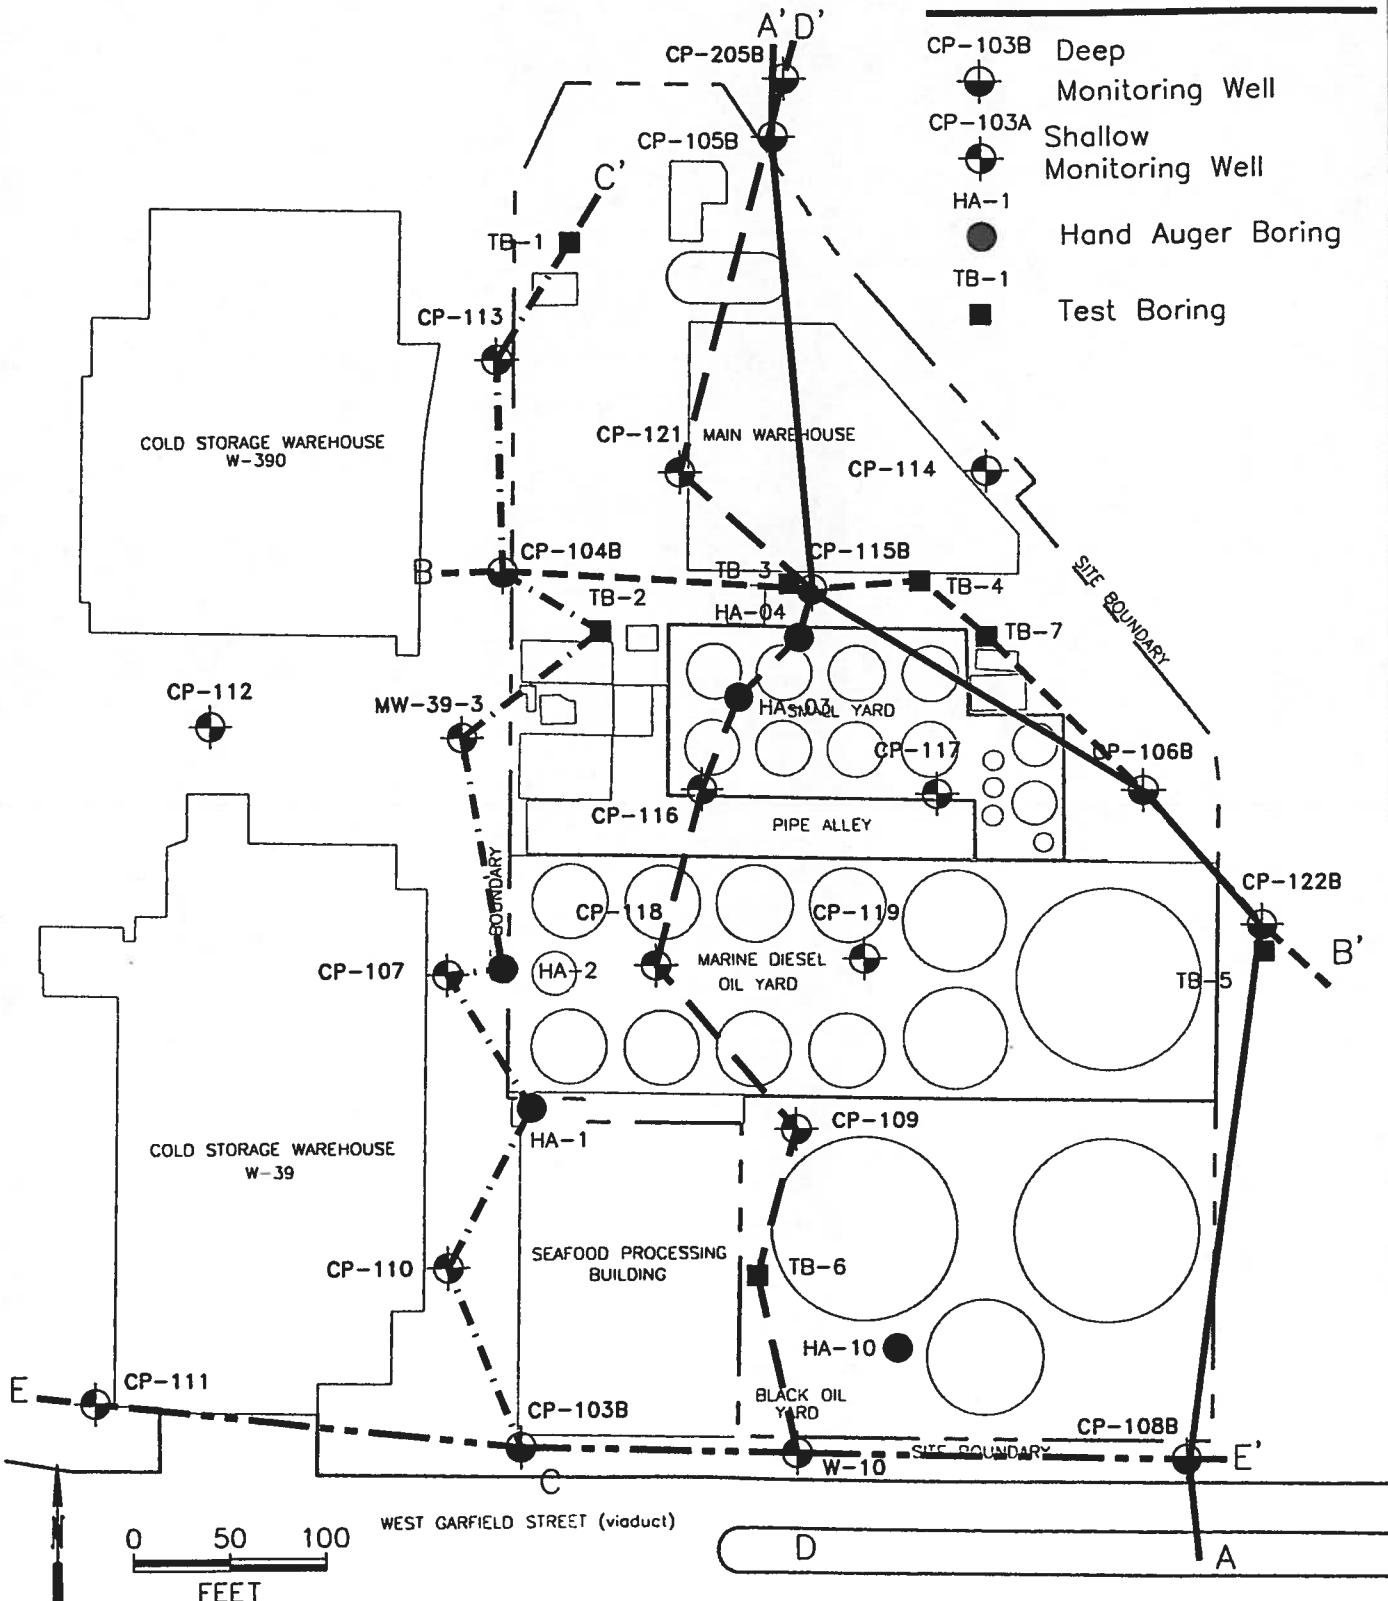 A' D'
CP-205B
CP-103B Deep
Monitoring Well
CP-103A Shallow
Monitoring Well
HA-1
Hand Auger Boring
TB-1
Test Boring
CP-105B
C'
TB-1
CP-113
COLD STORAGE WAREHOUSE
W-390
CP-121
MAIN WAREHOUSE
CP-114
B
CP-104B
TB-3
CP-115B
TB-4
TB-2
HA-04
TB-7
SITE BOUNDARY
CP-112
MW-39-3
HA-03
SMALL YARD
CP-117
CP-106B
CP-116
PIPE ALLEY
BOUNDARY
CP-122B
CP-118
CP-119
B'
CP-107
HA-2
MARINE DIESEL
OIL YARD
TB-5
HA-1
CP-109
COLD STORAGE WAREHOUSE
W-39
CP-110
SEAFOOD PROCESSING
BUILDING
TB-6
HA-10
E
CP-111
CP-103B
BLACK OIL
YARD
CP-108B
SITE BOUNDARY
E'
W-10
C
N
0 50 100
FEET
WEST GARFIELD STREET (viaduct)
D
A